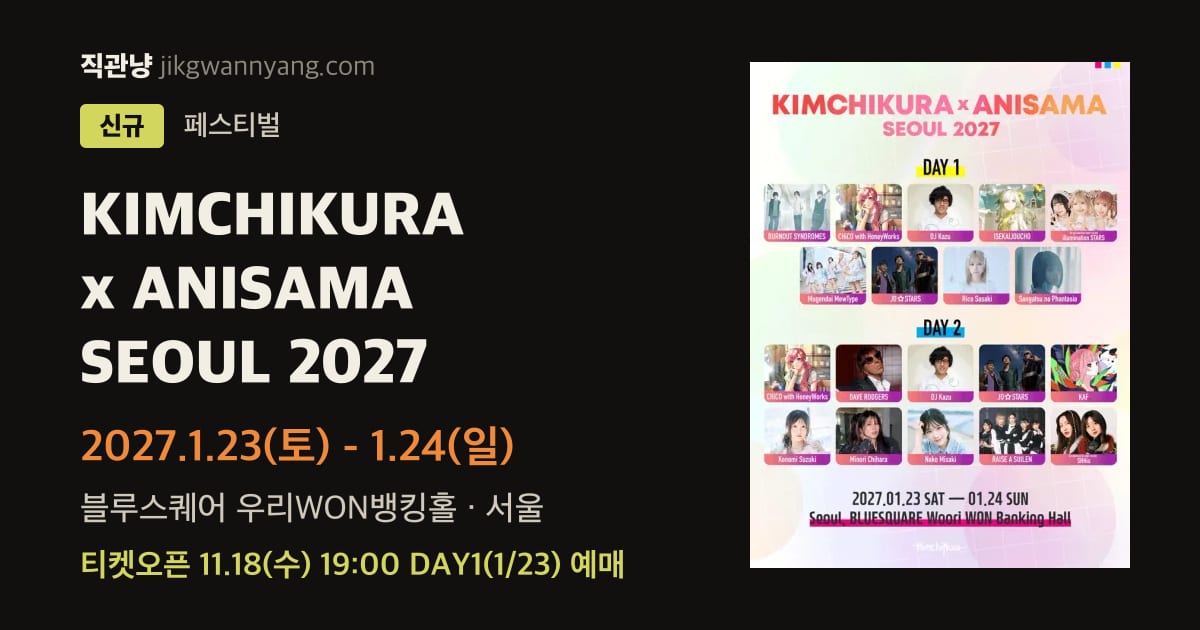 직관냥 jikgwannyang.com
신규 페스티벌
KIMCHIKURA
x ANISAMA
SEOUL 2027
2027.1.23(토) - 1.24(일)
블루스퀘어 우리WON뱅킹홀 · 서울
티켓오픈 11.18(수) 19:00 DAY1(1/23) 예매
KIMCHIKURA x ANISAMA
SEOUL 2027
DAY 1
BURNOUT SYNDROMES CHiCO with HoneyWorks DJ Kazu ISEKAIJOUCHO illumination STARS
Mugendai MewType JO☆STARS Rico Sasaki Sangatsu no Phantasia
DAY 2
CHiCO with HoneyWorks DAVE RODGERS DJ Kazu JO☆STARS KAF
Konomi Suzuki Minori Chihara Nako Misaki RAISE A SUILEN SHHis
2027.01.23 SAT — 01.24 SUN
Seoul, BLUESQUARE Woori WON Banking Hall
Kimchikura